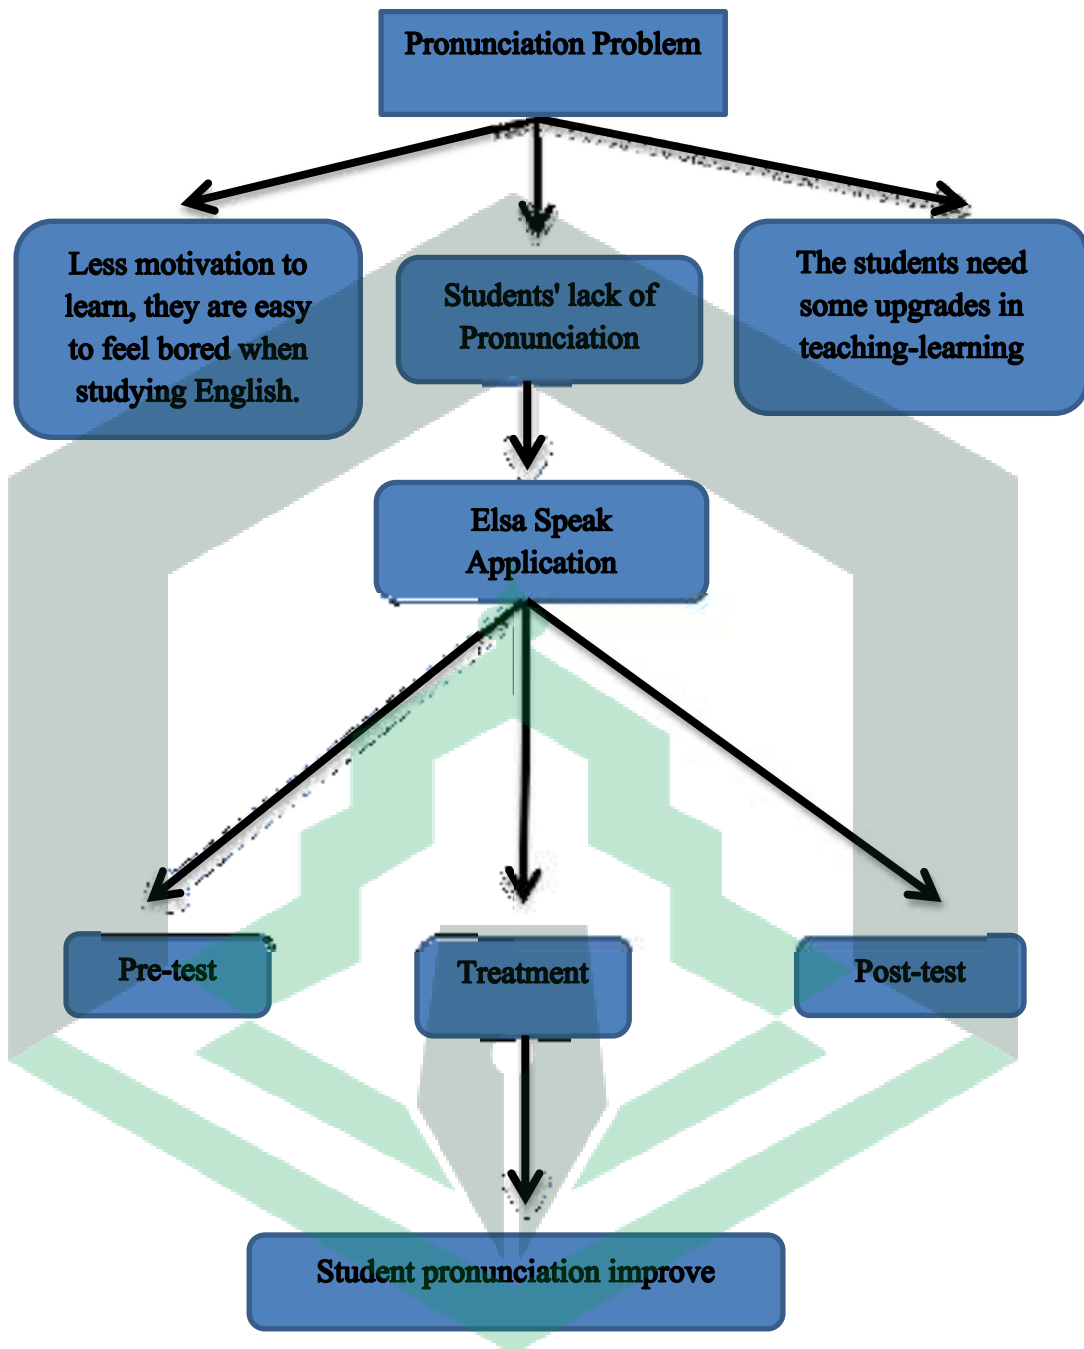 Pronunciation Problem
Less motivation to
learn, they are easy
to feel bored when
studying English.
Students' lack of
Pronunciation
The students need
some upgrades in
teaching-learning
Elsa Speak
Application
Pre-test
Treatment
Post-test
Student pronunciation improve